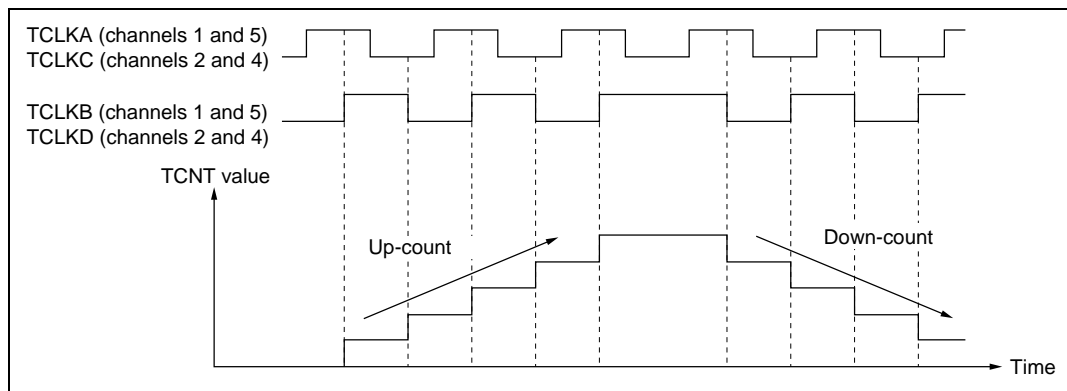 TCLKA (channels 1 and 5)
TCLKC (channels 2 and 4)
TCLKB (channels 1 and 5)
TCLKD (channels 2 and 4)
TCNT value
Up-count
Down-count
Time